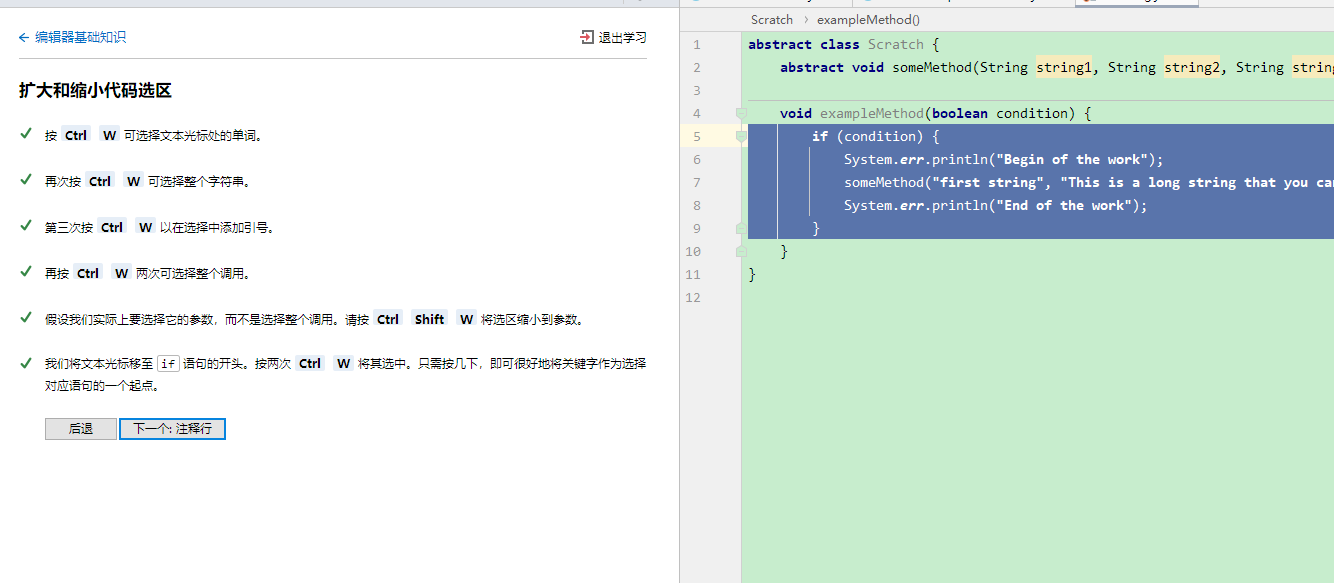 编辑器基础知识
退出学习
扩大和缩小代码选区
按 Ctrl W 可选择文本光标处的单词。
再次按 Ctrl W 可选择整个字符串。
第三次按 Ctrl W 以在选择中添加引号。
再按 Ctrl W 两次可选择整个调用。
假设我们实际上要选择它的参数，而不是选择整个调用。请按 Ctrl Shift W 将选区缩小到参数。
我们将文本光标移至 if 语句的开头。按两次 Ctrl W 将其选中。只需按几下，即可很好地将关键字作为选择
对应语句的一个起点。
后退
下一个: 注释行
Scratch › exampleMethod()
1 abstract class Scratch {
2 abstract void someMethod(String string1, String string2, String string
3
4 void exampleMethod(boolean condition) {
5 if (condition) {
6 System.err.println("Begin of the work");
7 someMethod("first string", "This is a long string that you can
8 System.err.println("End of the work");
9 }
10 }
11 }
12